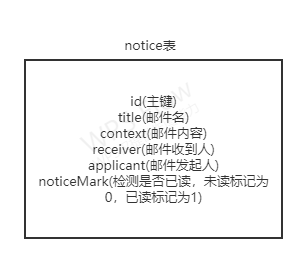 notice表
id(主键)
title(邮件名)
context(邮件内容)
receiver(邮件收到人)
applicant(邮件发起人)
noticeMark(检测是否已读，未读标记为
0，已读标记为1)